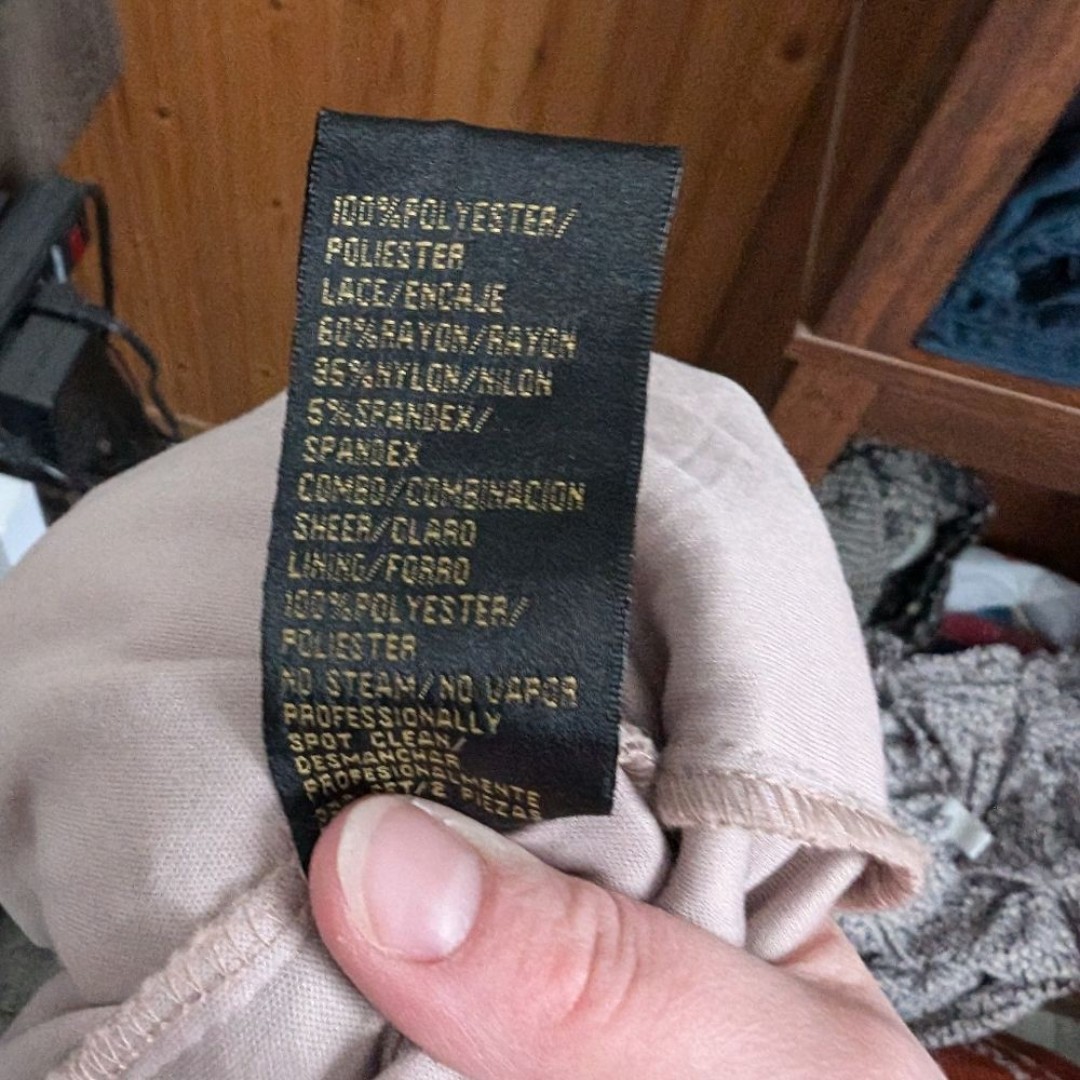 100%POLYESTER/
POLIESTER
LACE/ENCAJE
60%RAYON/RAYON
35%NYLON/NILON
5%SPANDEX/
SPANDEX
COMBO/COMBINACION
SHEER/CLARO
LINING/FORRO
100%POLYESTER/
POLIESTER
NO STEAM/NO VAPOR
PROFESSIONALLY
SPOT CLEAN/
DESMANCHAR
PROFESIONALMENTE
2 PIEZAS